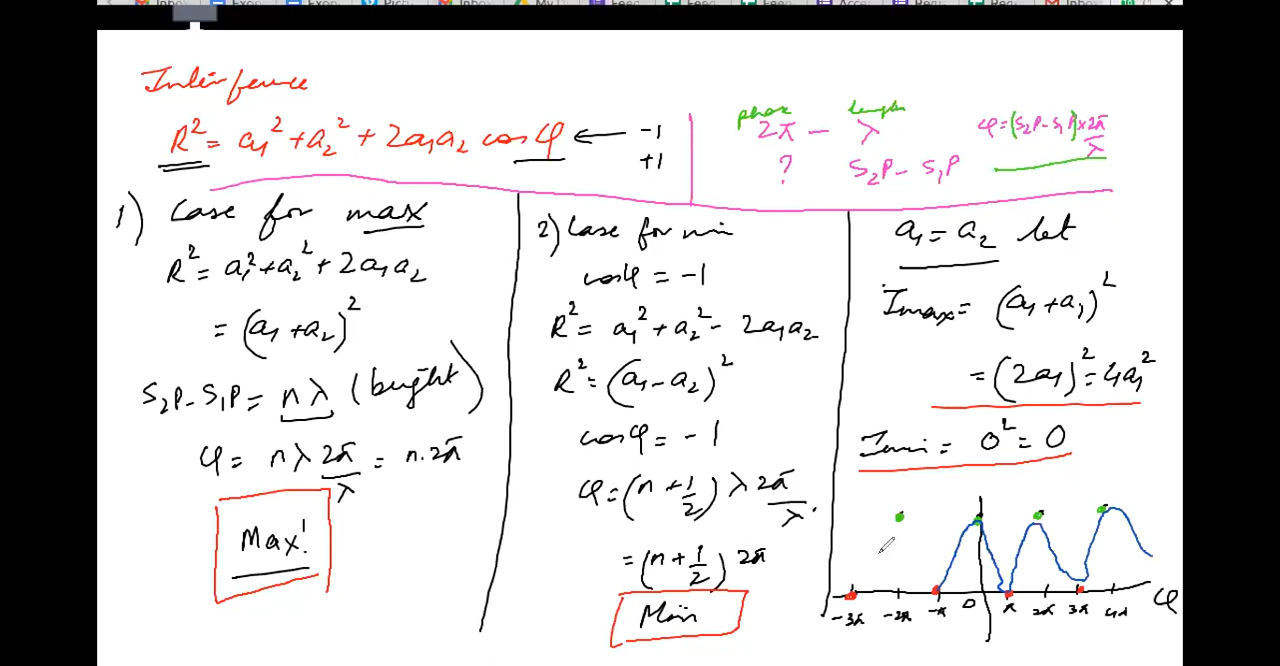 Interference
R² = a₁² + a₂² + 2a₁a₂ cosφ ← -1
+1
phase length
2π - λ
? S₂P - S₁P
φ = (S₂P - S₁P) × 2π/λ
1) Case for max
R² = a₁² + a₂² + 2a₁a₂
= (a₁ + a₂)²
S₂P - S₁P = nλ (bright)
φ = nλ 2π/λ = n.2π
Max!
2) Case for min
cosφ = -1
R² = a₁² + a₂² - 2a₁a₂
R² = (a₁ - a₂)²
cosφ = -1
φ = (n + 1/2) λ 2π/λ.
= (n + 1/2) 2π
Min
a₁ = a₂ let
Imax = (a₁ + a₁)²
= (2a₁)² = 4a₁²
Imin = 0² = 0
-3π -2π -π 0 π 2π 3π 4π φ